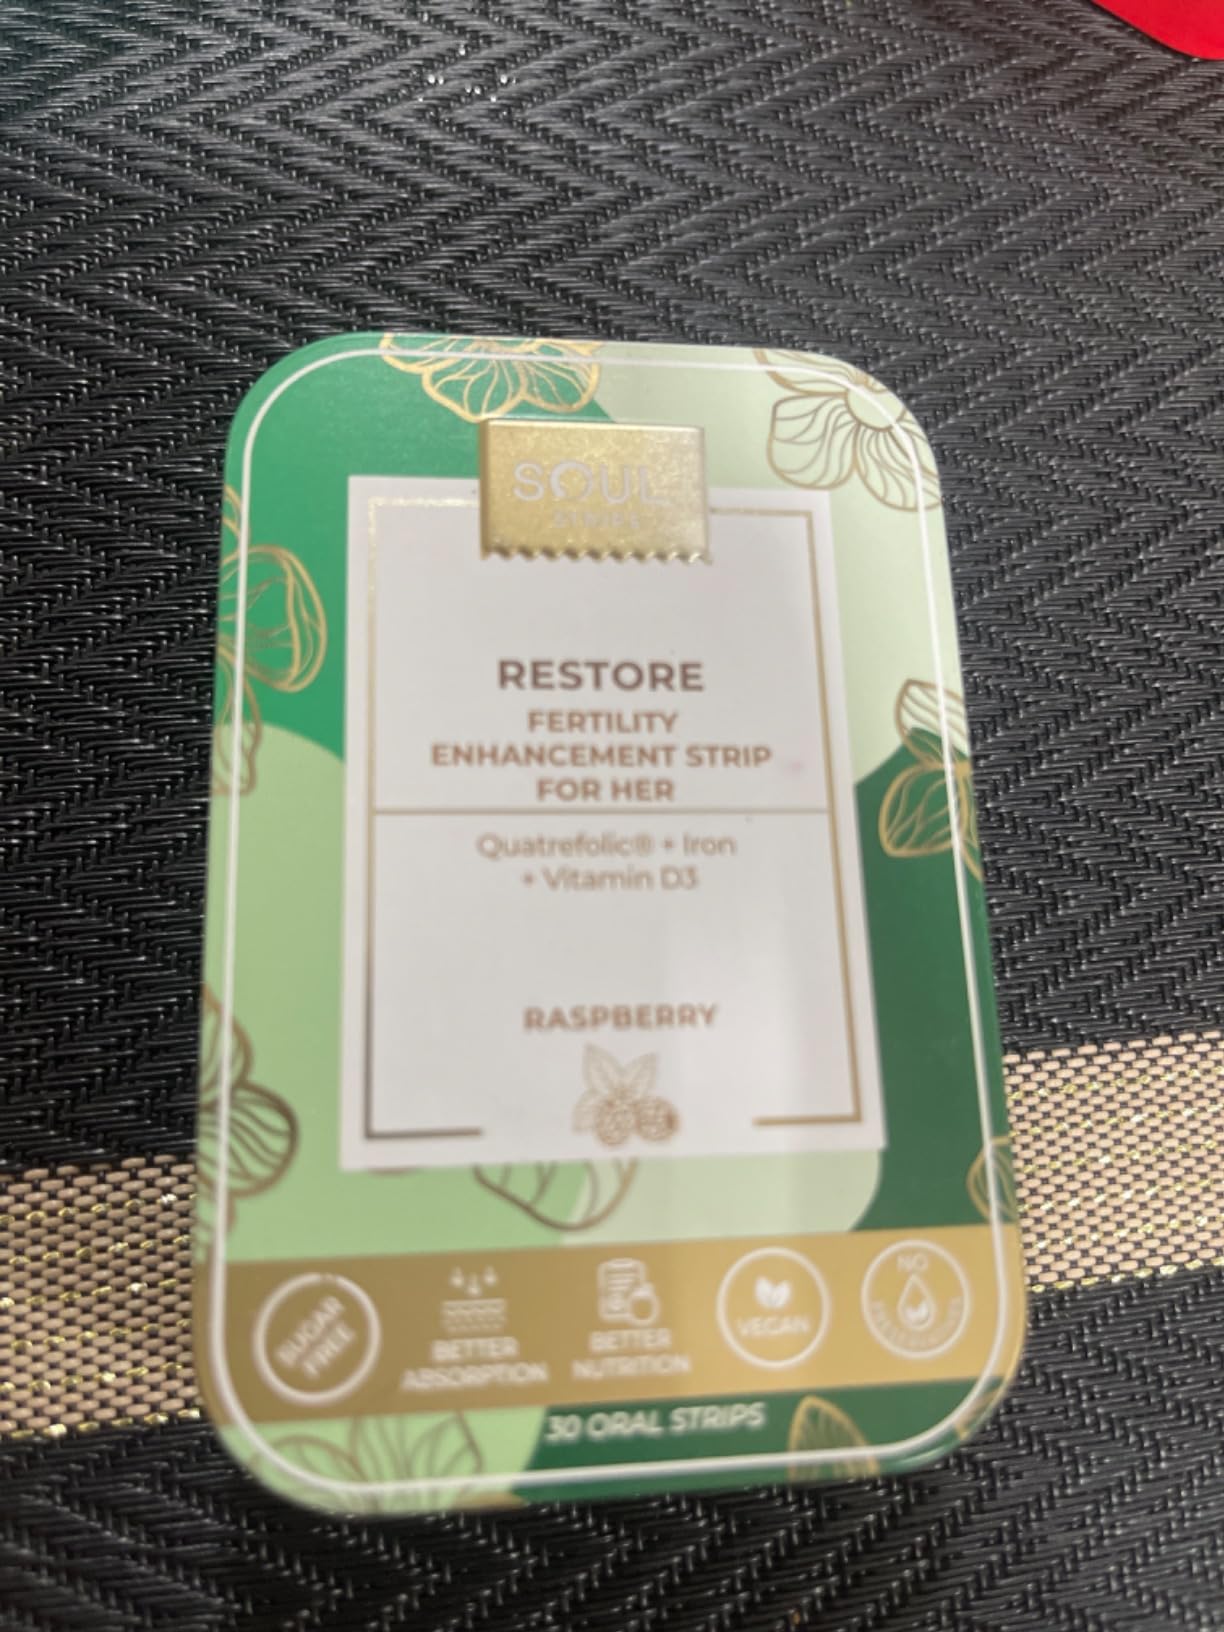 SOUL
STRIPS
RESTORE
FERTILITY
ENHANCEMENT STRIP
FOR HER
Quatrefolic® + Iron
+ Vitamin D3
RASPBERRY
SUGAR
FREE
BETTER
ABSORPTION
BETTER
NUTRITION
VEGAN
NO
PRESERVATIVES
30 ORAL STRIPS